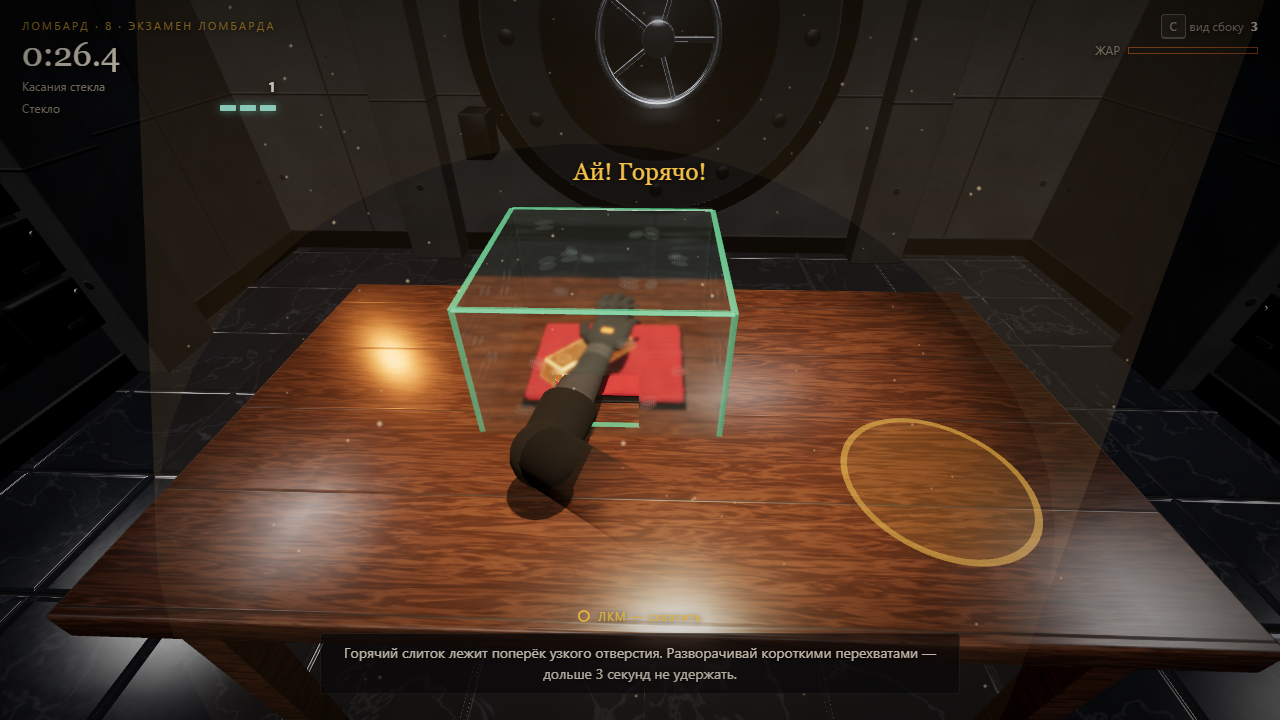 ЛОМБАРД · 8 · ЭКЗАМЕН ЛОМБАРДА
0:26.4
Касания стекла 1
Стекло
C вид сбоку 3
ЖАР
Ай! Горячо!
ЛКМ
Горячий слиток лежит поперёк узкого отверстия. Разворачивай короткими перехватами —
дольше 3 секунд не удержать.